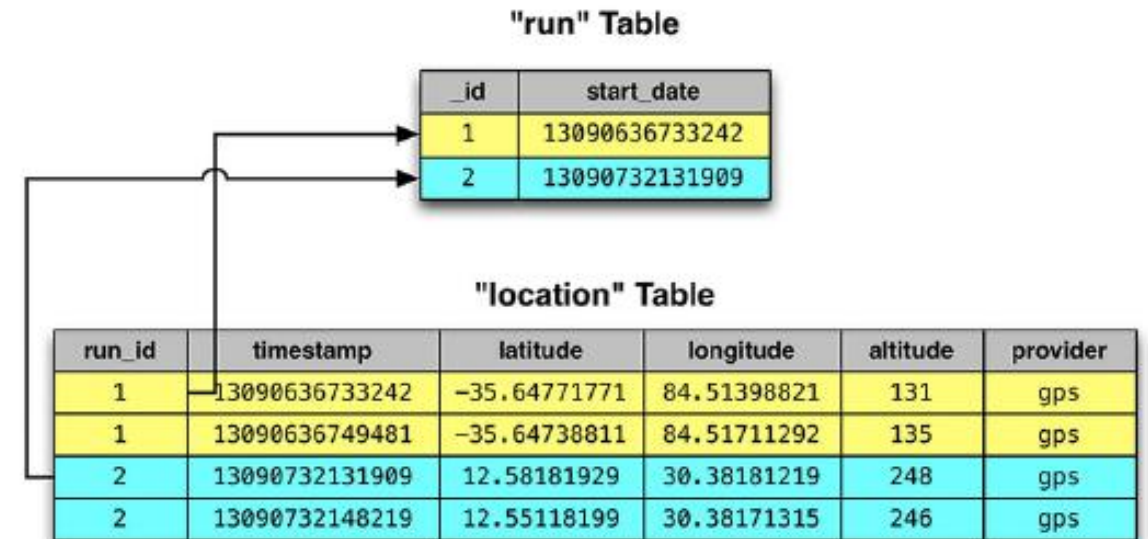 "run" Table
_id start_date
1 13090636733242
2 13090732131909
"location" Table
run_id timestamp latitude longitude altitude provider
1 13090636733242 -35.64771771 84.51398821 131 gps
1 13090636749481 -35.64738811 84.51711292 135 gps
2 13090732131909 12.58181929 30.38181219 248 gps
2 13090732148219 12.55118199 30.38171315 246 gps